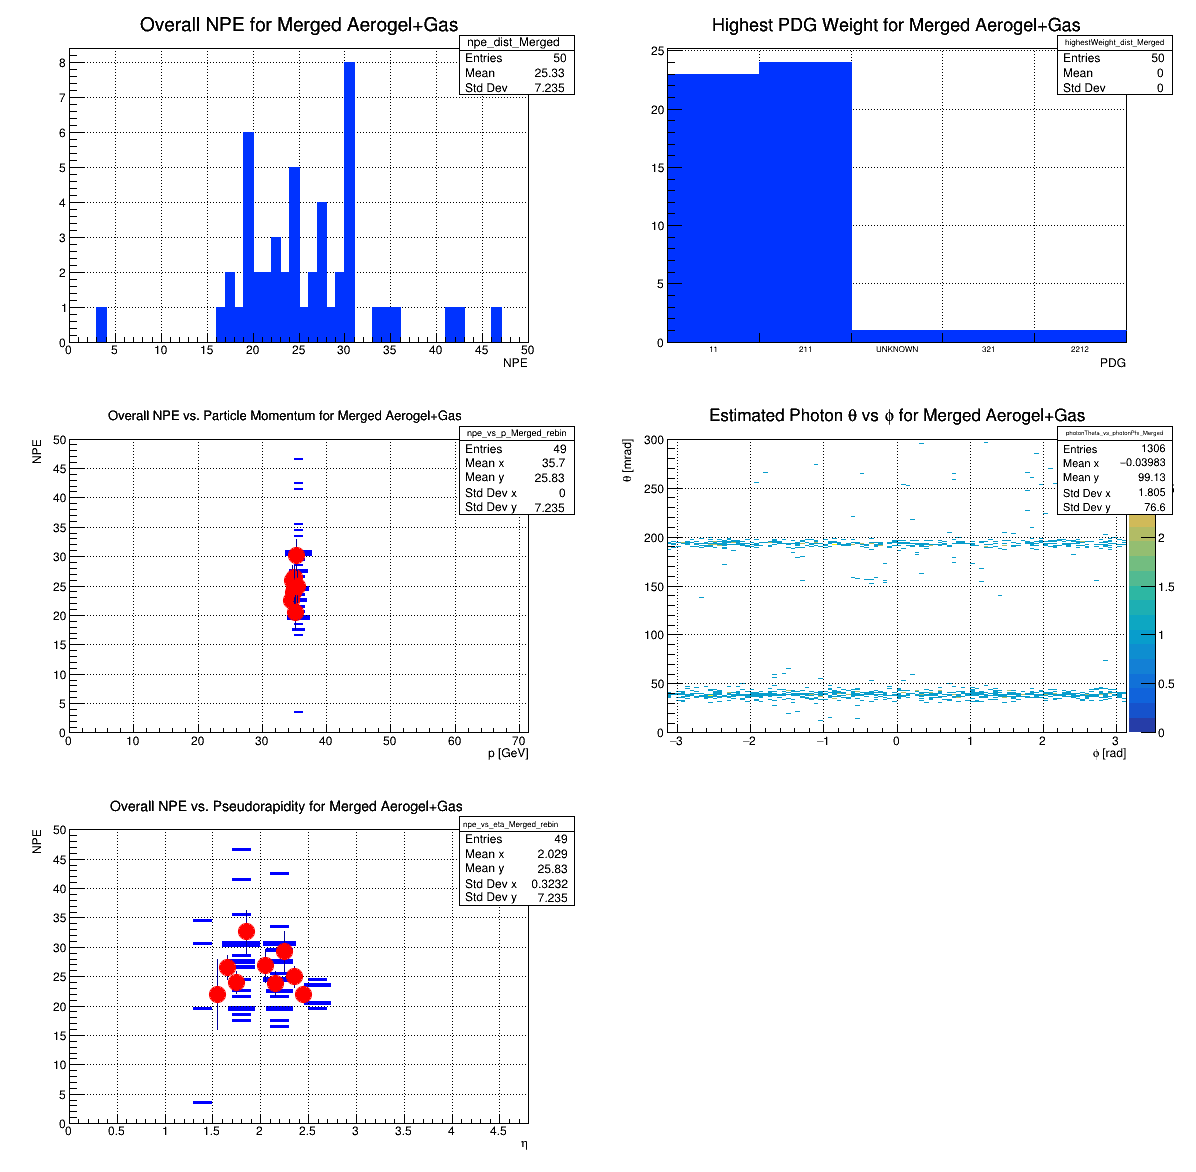 Overall NPE for Merged Aerogel+Gas
npe_dist_Merged
Entries 50
Mean 25.33
Std Dev 7.235
8
7
6
5
4
3
2
1
0
0 5 10 15 20 25 30 35 40 45 50
NPE
Highest PDG Weight for Merged Aerogel+Gas
highestWeight_dist_Merged
Entries 50
Mean 0
Std Dev 0
25
20
15
10
5
0
11 211 UNKNOWN 321 2212
PDG
Overall NPE vs. Particle Momentum for Merged Aerogel+Gas
npe_vs_p_Merged_rebin
Entries 49
Mean x 35.7
Mean y 25.83
Std Dev x 0
Std Dev y 7.235
NPE
50
45
40
35
30
25
20
15
10
5
0
0 10 20 30 40 50 60 70
p [GeV]
Estimated Photon θ vs ϕ for Merged Aerogel+Gas
photonTheta_vs_photonPhi_Merged
Entries 1306
Mean x −0.03983
Mean y 99.13
Std Dev x 1.805
Std Dev y 76.6
θ [mrad]
300
250
200
150
100
50
0
−3 −2 −1 0 1 2 3
ϕ [rad]
2
1.5
1
0.5
0
Overall NPE vs. Pseudorapidity for Merged Aerogel+Gas
npe_vs_eta_Merged_rebin
Entries 49
Mean x 2.029
Mean y 25.83
Std Dev x 0.3232
Std Dev y 7.235
NPE
50
45
40
35
30
25
20
15
10
5
0
0 0.5 1 1.5 2 2.5 3 3.5 4 4.5
η